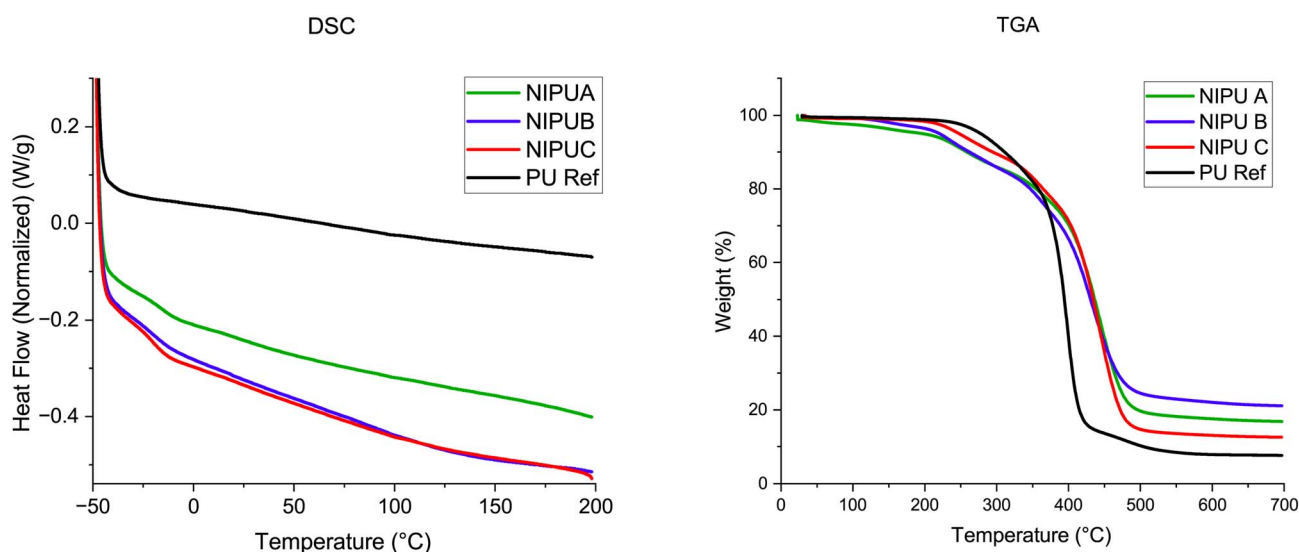 DSC
NIPUA
NIPUB
NIPUC
PU Ref
Heat Flow (Normalized) (W/g)
0.2
0.0
−0.2
−0.4
−50
0
50
100
150
200
Temperature (°C)
TGA
NIPU A
NIPU B
NIPU C
PU Ref
Weight (%)
100
80
60
40
20
0
0
100
200
300
400
500
600
700
Temperature (°C)